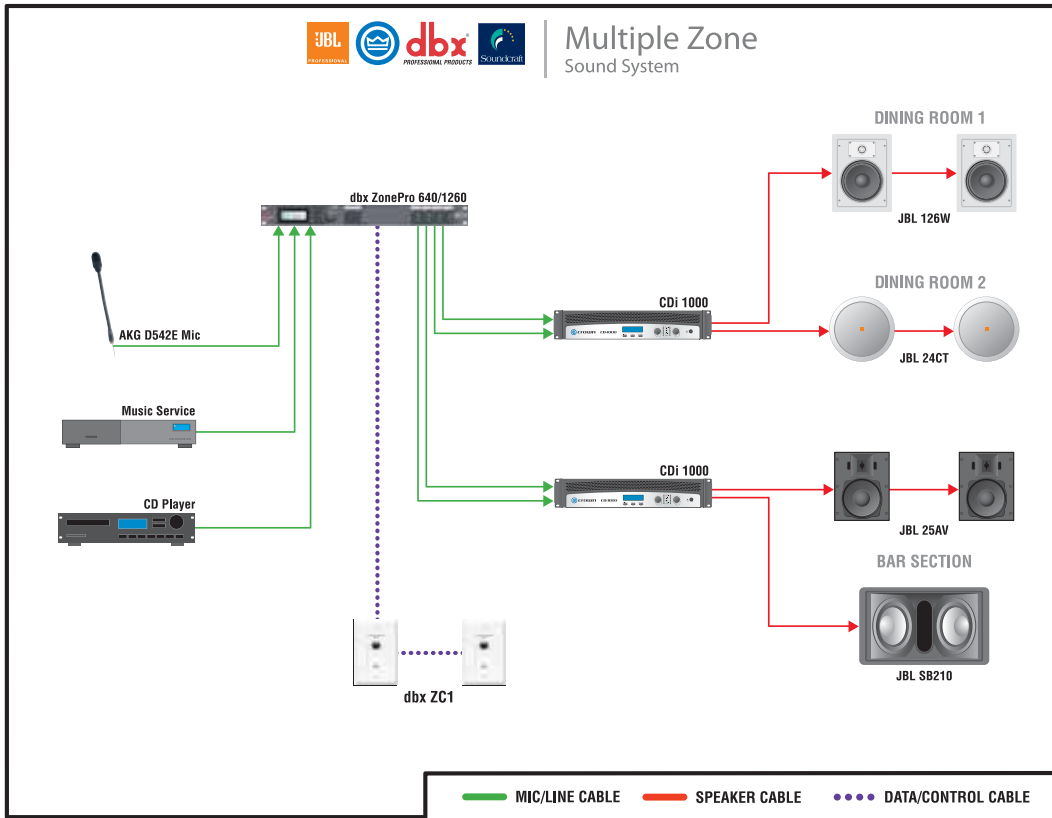 JBL
PROFESSIONAL
dbx
PROFESSIONAL PRODUCTS
Soundcraft
Multiple Zone
Sound System
DINING ROOM 1
JBL 126W
dbx ZonePro 640/1260
AKG D542E Mic
DINING ROOM 2
CDi 1000
crown
JBL 24CT
Music Service
CD Player
CDi 1000
crown
JBL 25AV
BAR SECTION
JBL SB210
dbx ZC1
MIC/LINE CABLE
SPEAKER CABLE
DATA/CONTROL CABLE